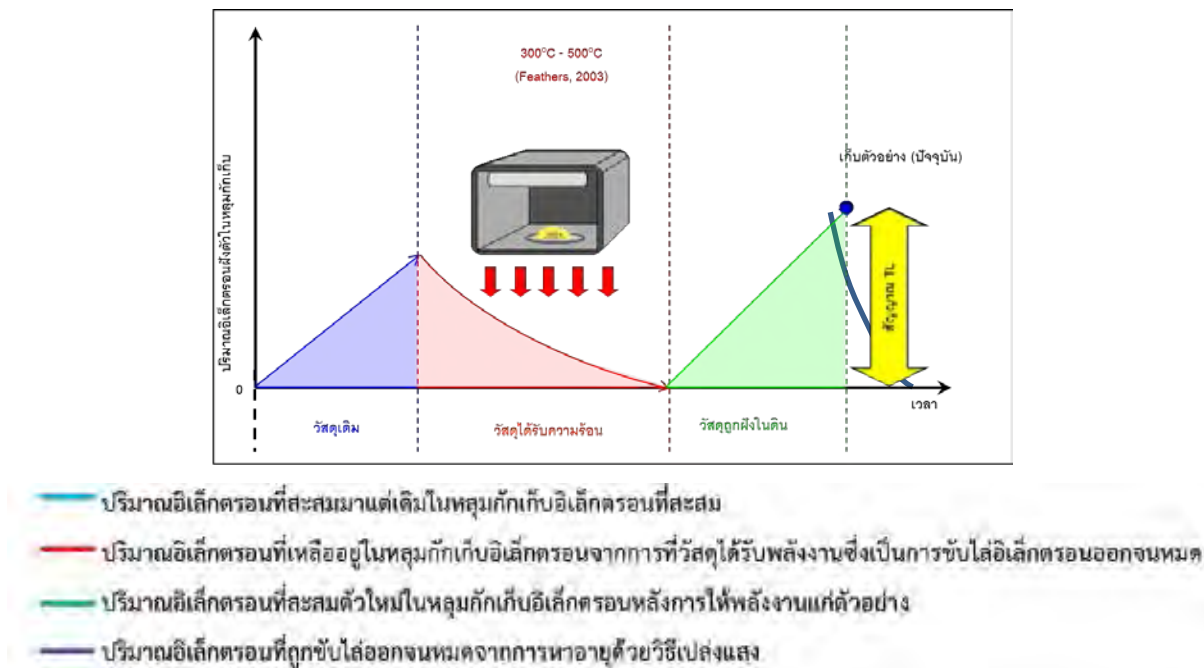 300°C - 500°C
(Feathers, 2003)
ปริมาณอิเล็กตรอนฝังตัวในหลุมกักเก็บ
เก็บตัวอย่าง (ปัจจุบัน)
สัญญาณ TL
0
เวลา
วัสดุเดิม
วัสดุได้รับความร้อน
วัสดุถูกฝังในดิน
ปริมาณอิเล็กตรอนที่สะสมมาแต่เดิมในหลุมกักเก็บอิเล็กตรอนที่สะสม
ปริมาณอิเล็กตรอนที่เหลืออยู่ในหลุมกักเก็บอิเล็กตรอนจากการที่วัสดุได้รับพลังงานซึ่งเป็นการขับไล่อิเล็กตรอนออกจนหมด
ปริมาณอิเล็กตรอนที่สะสมตัวใหม่ในหลุมกักเก็บอิเล็กตรอนหลังการให้พลังงานแก่ตัวอย่าง
ปริมาณอิเล็กตรอนที่ถูกขับไล่ออกจนหมดจากการหาอายุด้วยวิธีเปล่งแสง